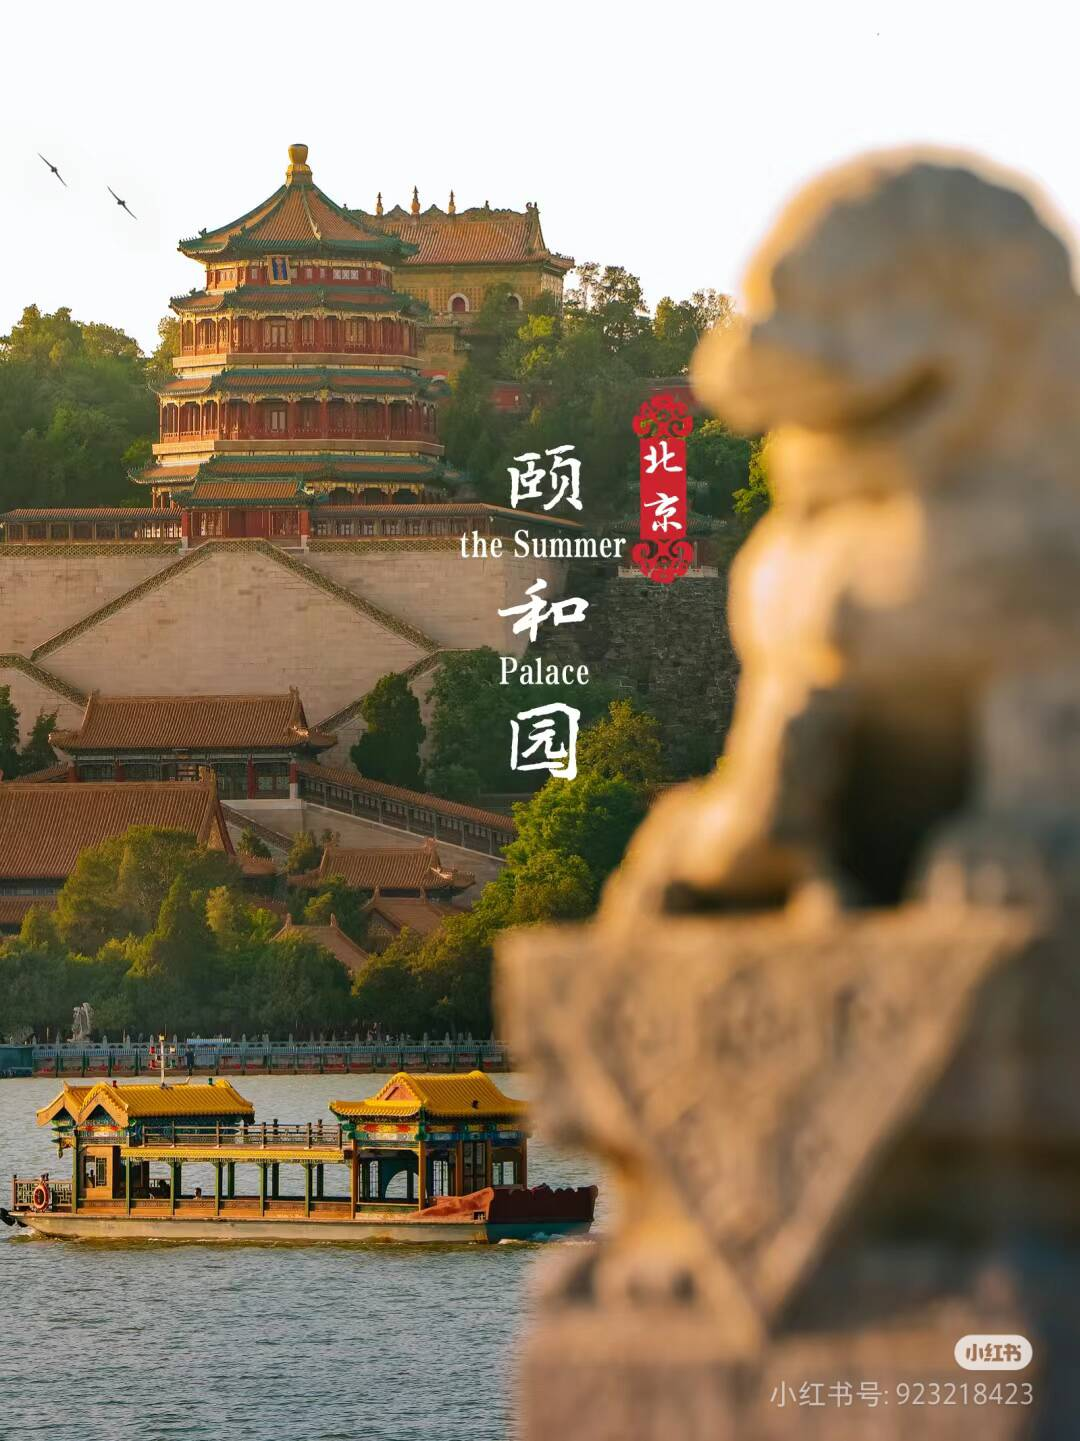 颐
the Summer
和
Palace
园
北京
小红书
小红书号: 923218423